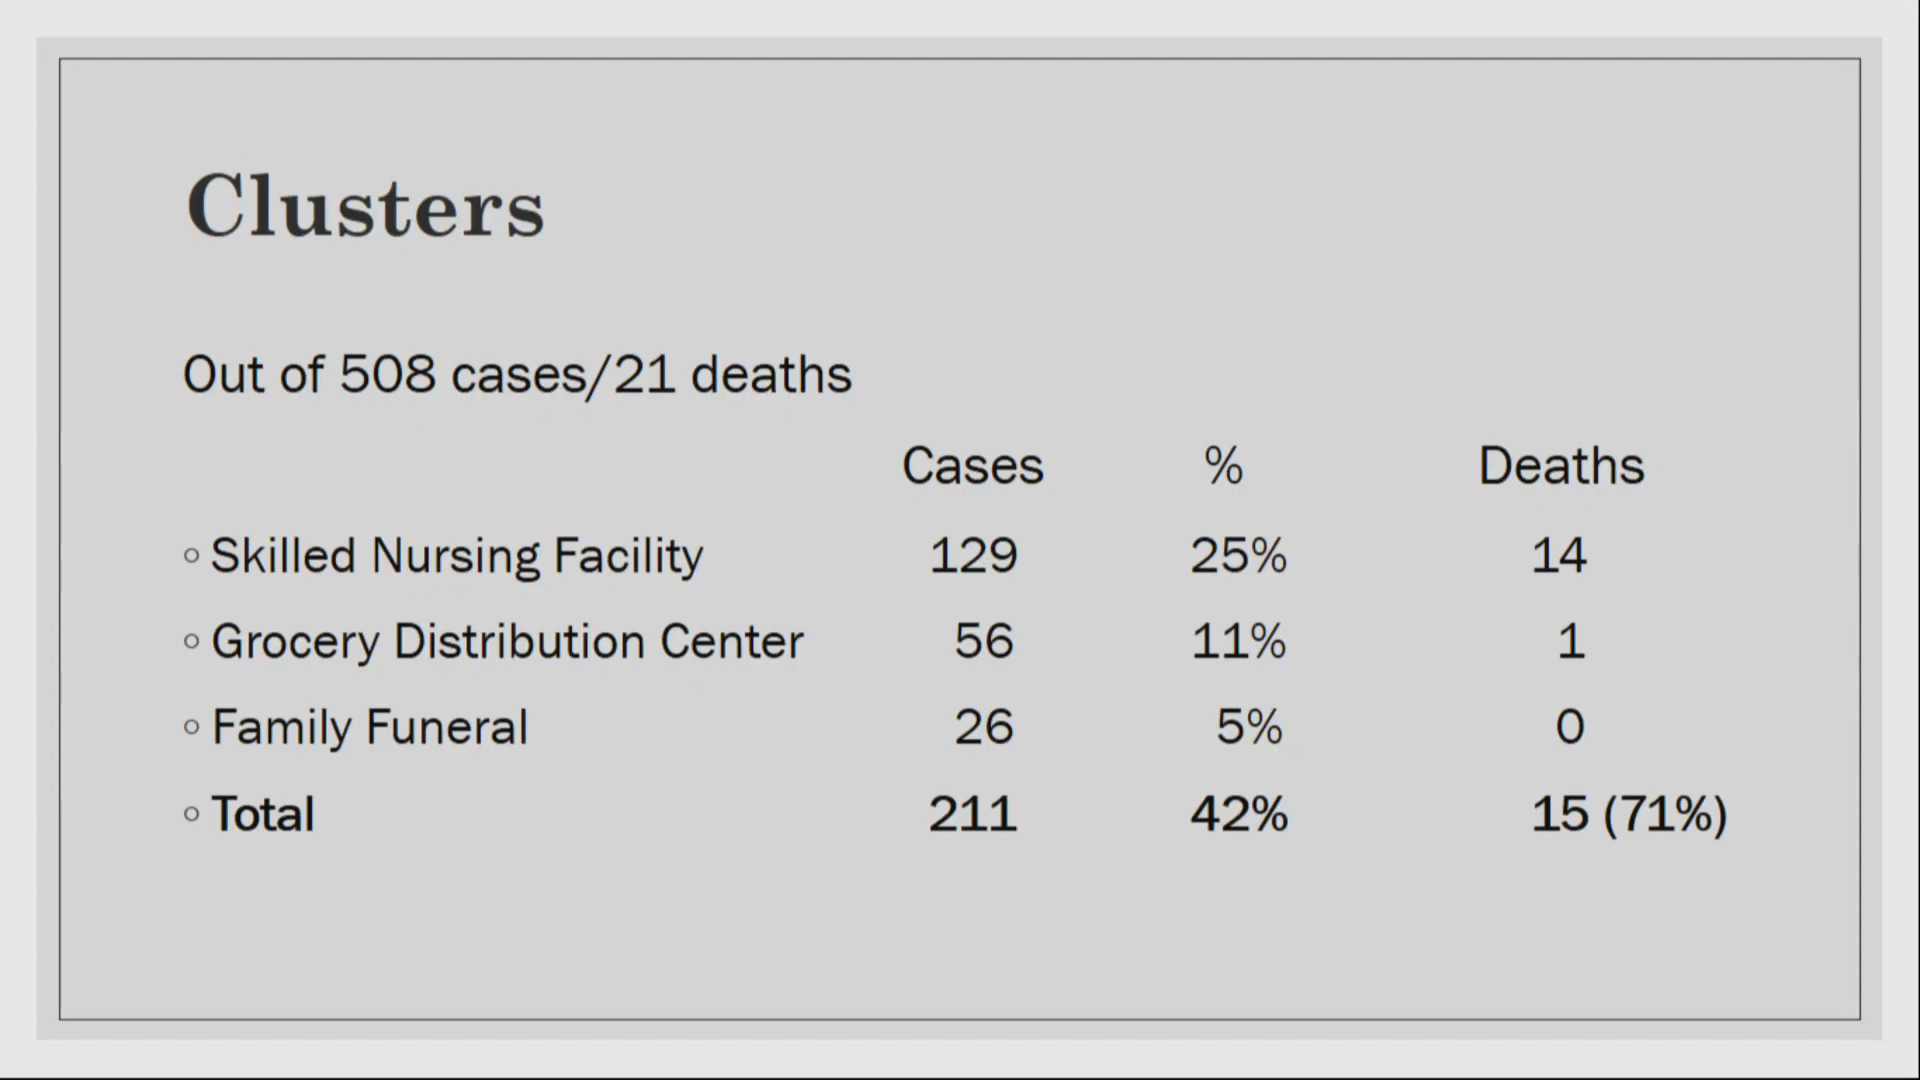 Clusters
Out of 508 cases/21 deaths
Cases % Deaths
Skilled Nursing Facility 129 25% 14
Grocery Distribution Center 56 11% 1
Family Funeral 26 5% 0
Total 211 42% 15 (71%)